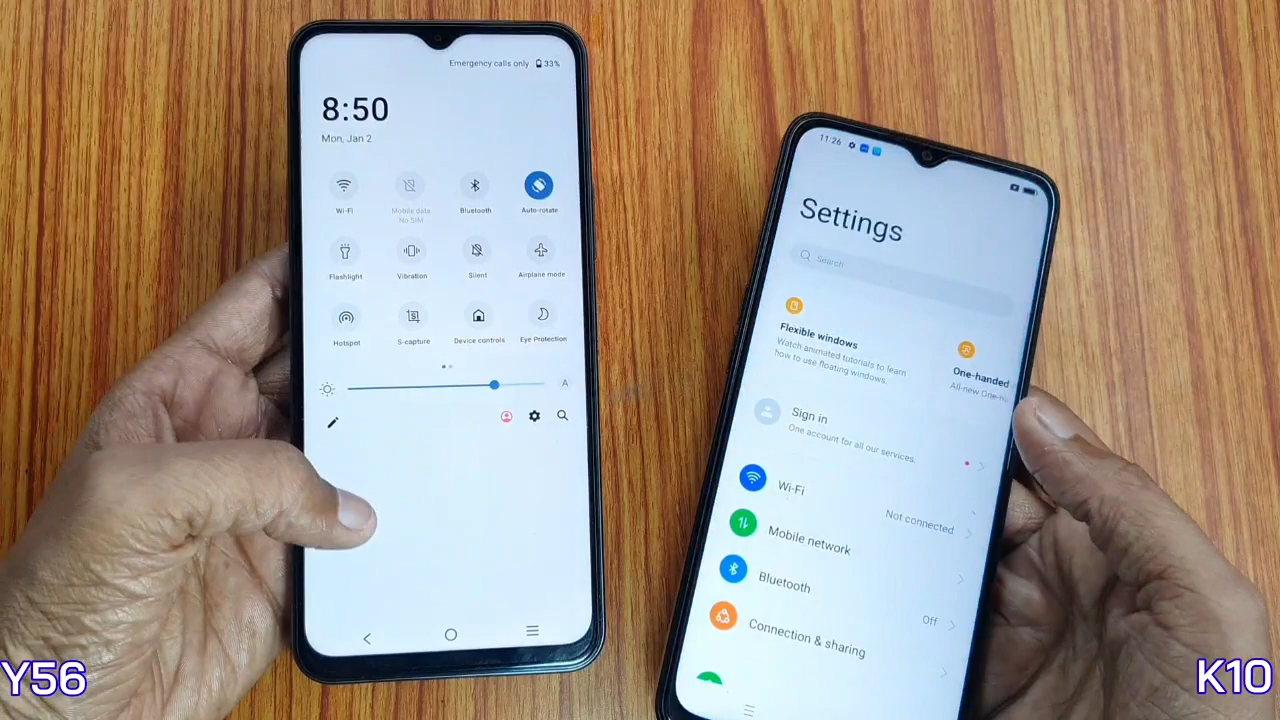 Emergency calls only 33%
8:50
Mon, Jan 2
Wi-Fi
Mobile data
No SIM
Bluetooth
Auto-rotate
Flashlight
Vibration
Silent
Airplane mode
Hotspot
S-capture
Device controls
Eye Protection
A
Y56
11:26
Settings
Search
Flexible windows
Watch animated tutorials to learn
how to use floating windows.
One-handed
All-new One-h
Sign in
One account for all our services.
Wi-Fi
Not connected
Mobile network
Bluetooth
Off
Connection & sharing
K10